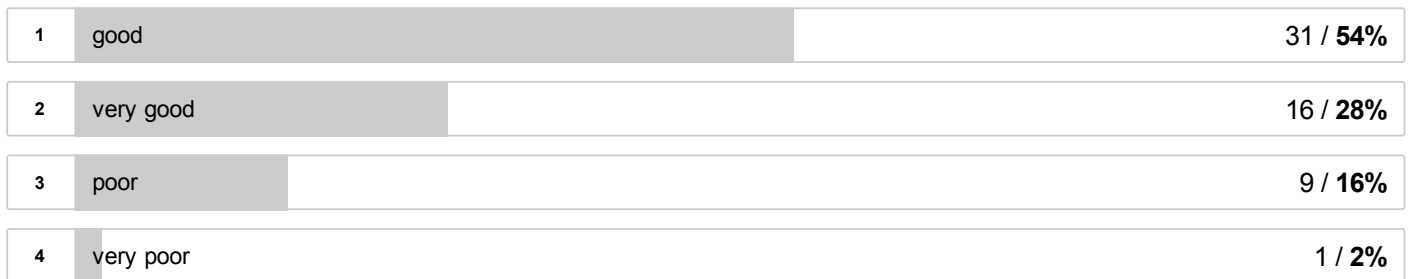 1 good 31 / 54%
2 very good 16 / 28%
3 poor 9 / 16%
4 very poor 1 / 2%